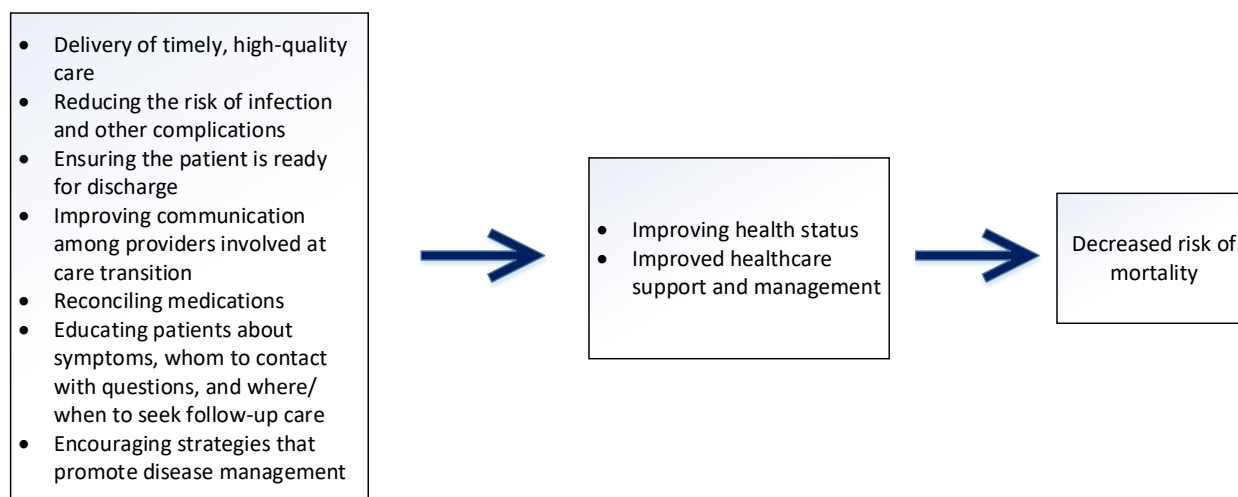 • Delivery of timely, high-quality
care
• Reducing the risk of infection
and other complications
• Ensuring the patient is ready
for discharge
• Improving communication
among providers involved at
care transition
• Reconciling medications
• Educating patients about
symptoms, whom to contact
with questions, and where/
when to seek follow-up care
• Encouraging strategies that
promote disease management
• Improving health status
• Improved healthcare
support and management
Decreased risk of
mortality